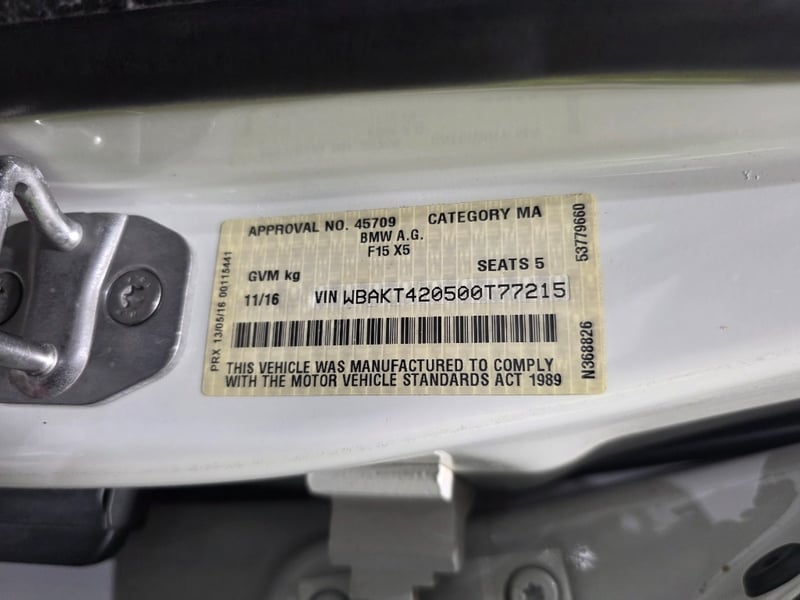 APPROVAL NO. 45709 CATEGORY MA
BMW A.G.
F15 X5
GVM kg SEATS 5
11/16 VIN WBAKT420500T77215
THIS VEHICLE WAS MANUFACTURED TO COMPLY
WITH THE MOTOR VEHICLE STANDARDS ACT 1989
PRX 13/05/16 00115441
53779660
N368826